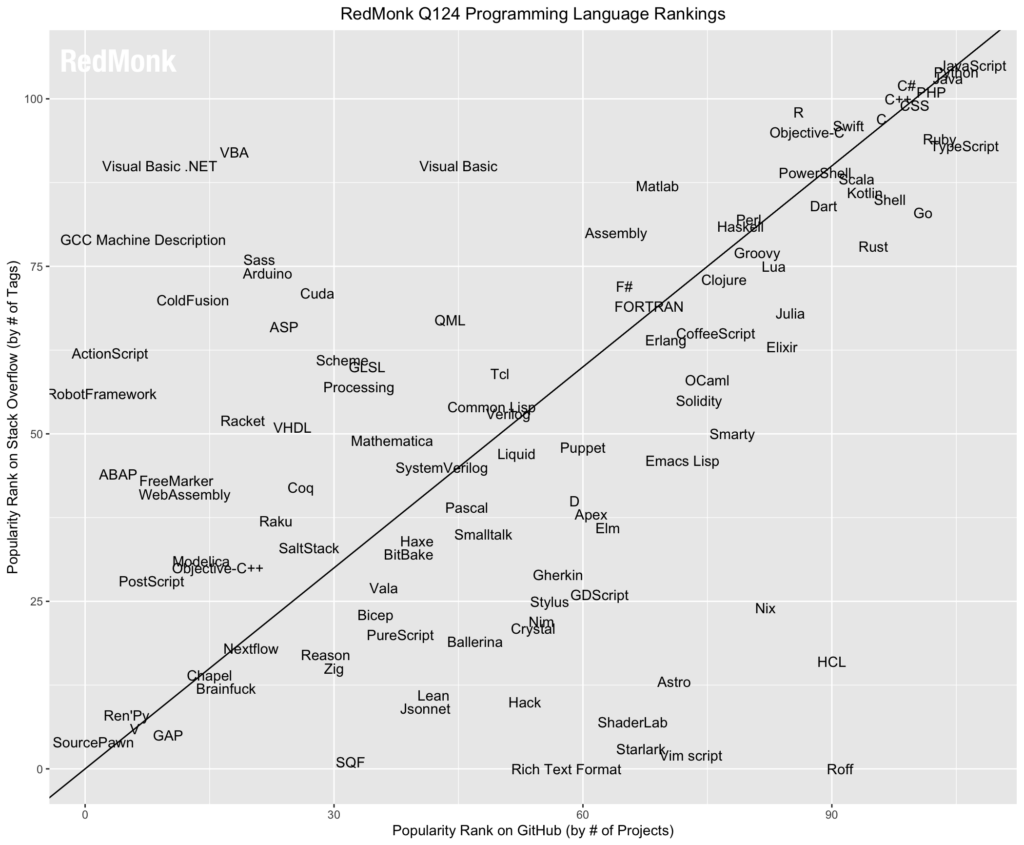 RedMonk Q124 Programming Language Rankings
RedMonk
JavaScript
Python
Java
C#
PHP
100
C++
CSS
R
C
Swift
Objective-C
Ruby
TypeScript
VBA
Visual Basic .NET
Visual Basic
PowerShell
Scala
Matlab
Kotlin
Shell
Dart
Go
Perl
Haskell
Assembly
GCC Machine Description
Rust
Groovy
Sass
Lua
75
Arduino
Clojure
F#
Cuda
ColdFusion
FORTRAN
Julia
QML
ASP
CoffeeScript
Erlang
Elixir
ActionScript
Scheme
GLSL
Tcl
OCaml
Processing
RobotFramework
Solidity
Common Lisp
Verilog
Racket
VHDL
50
Smarty
Mathematica
Puppet
Liquid
Emacs Lisp
SystemVerilog
ABAP
FreeMarker
Coq
WebAssembly
D
Pascal
Apex
Raku
Elm
Smalltalk
Haxe
SaltStack
BitBake
Modelica
Objective-C++
Gherkin
PostScript
Vala
GDScript
25
Stylus
Nix
Bicep
Nim
Crystal
PureScript
Ballerina
Nextflow
Reason
HCL
Zig
Chapel
Astro
Brainfuck
Lean
Hack
Jsonnet
Ren'Py
ShaderLab
V
GAP
SourcePawn
Starlark
Vim script
SQF
0
Rich Text Format
Roff
0
30
60
90
Popularity Rank on GitHub (by # of Projects)
Popularity Rank on Stack Overflow (by # of Tags)